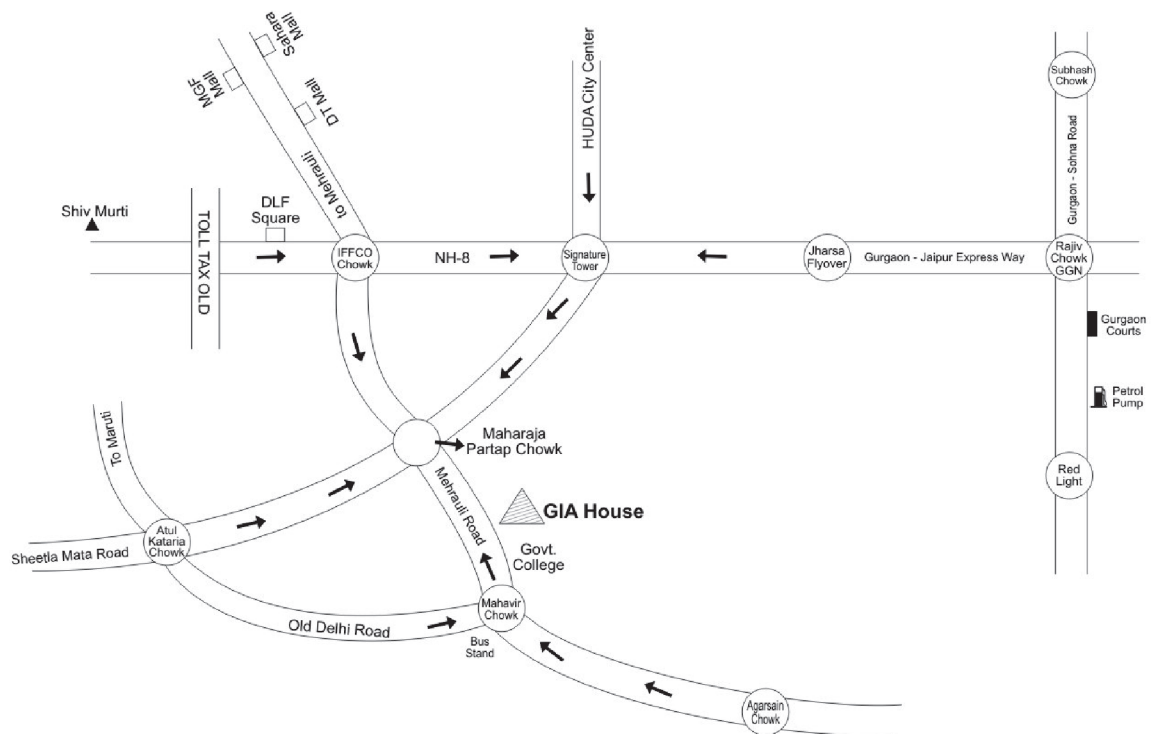 Sahara
Mall
MGF
Mall
DT Mall
to Mehrauli
HUDA City Center
Subhash
Chowk
Gurgaon - Sohna Road
Shiv Murti
TOLL TAX OLD
DLF
Square
IFFCO
Chowk
NH-8
Signature
Tower
Jharsa
Flyover
Gurgaon - Jaipur Express Way
Rajiv
Chowk
GGN
Gurgaon
Courts
Petrol
Pump
Red
Light
To Maruti
Maharaja
Partap Chowk
Mehrauli Road
GIA House
Govt.
College
Atul
Kataria
Chowk
Sheetla Mata Road
Old Delhi Road
Mahavir
Chowk
Bus
Stand
Agarsain
Chowk